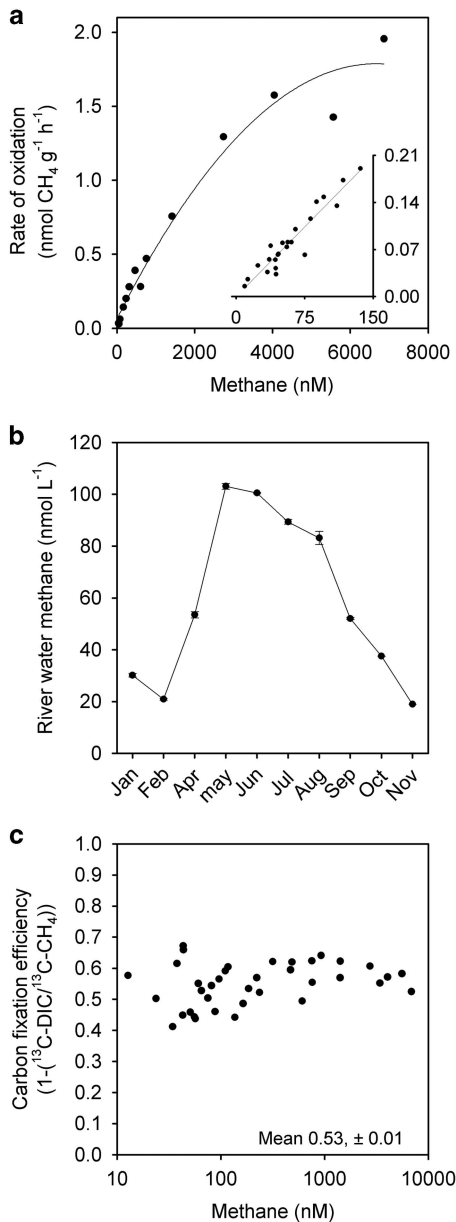 a
2.0
1.5
1.0
0.5
0.0
Rate of oxidation
(nmol CH4 g−1 h−1)
0.21
0.14
0.07
0.00
0 75 150
0 2000 4000 6000 8000
Methane (nM)
b
120
100
80
60
40
20
0
River water methane (nmol L−1)
Jan Feb Apr may Jun Jul Aug Sep Oct Nov
c
1.0
0.9
0.8
0.7
0.6
0.5
0.4
0.3
0.2
0.1
0.0
Carbon fixation efficiency
(1-(13C-DIC/13C-CH4))
Mean 0.53, ± 0.01
10 100 1000 10000
Methane (nM)